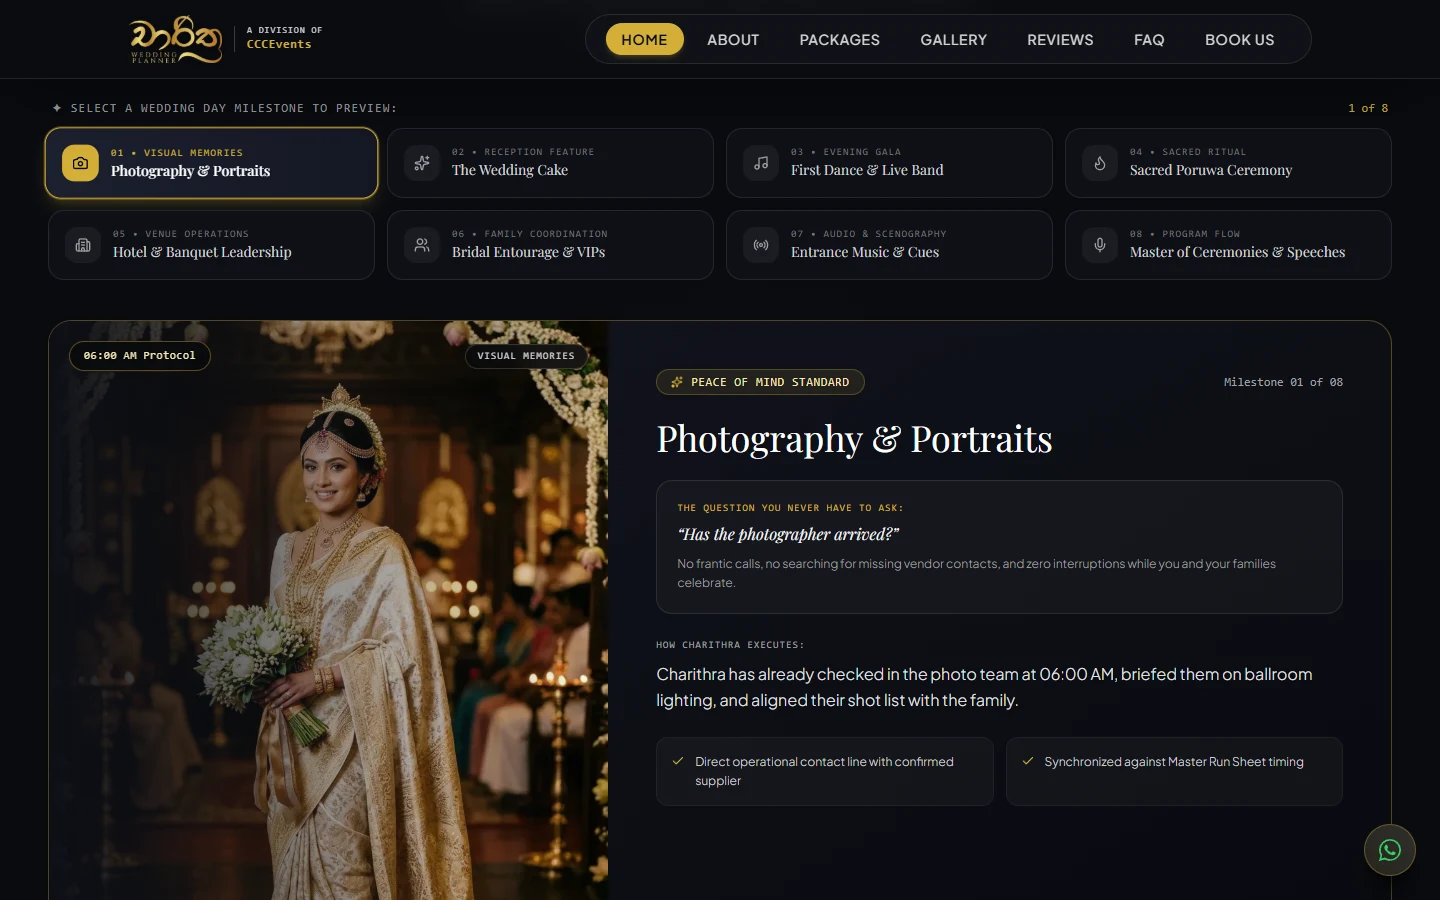 චාරිත්‍ර
WEDDING
PLANNER
A DIVISION OF
CCCEvents
HOME
ABOUT
PACKAGES
GALLERY
REVIEWS
FAQ
BOOK US
✦ SELECT A WEDDING DAY MILESTONE TO PREVIEW:
1 of 8
01 • VISUAL MEMORIES
Photography & Portraits
02 • RECEPTION FEATURE
The Wedding Cake
03 • EVENING GALA
First Dance & Live Band
04 • SACRED RITUAL
Sacred Poruwa Ceremony
05 • VENUE OPERATIONS
Hotel & Banquet Leadership
06 • FAMILY COORDINATION
Bridal Entourage & VIPs
07 • AUDIO & SCENOGRAPHY
Entrance Music & Cues
08 • PROGRAM FLOW
Master of Ceremonies & Speeches
06:00 AM Protocol
VISUAL MEMORIES
PEACE OF MIND STANDARD
Milestone 01 of 08
Photography & Portraits
THE QUESTION YOU NEVER HAVE TO ASK:
“Has the photographer arrived?”
No frantic calls, no searching for missing vendor contacts, and zero interruptions while you and your families
celebrate.
HOW CHARITHRA EXECUTES:
Charithra has already checked in the photo team at 06:00 AM, briefed them on ballroom
lighting, and aligned their shot list with the family.
Direct operational contact line with confirmed
supplier
Synchronized against Master Run Sheet timing